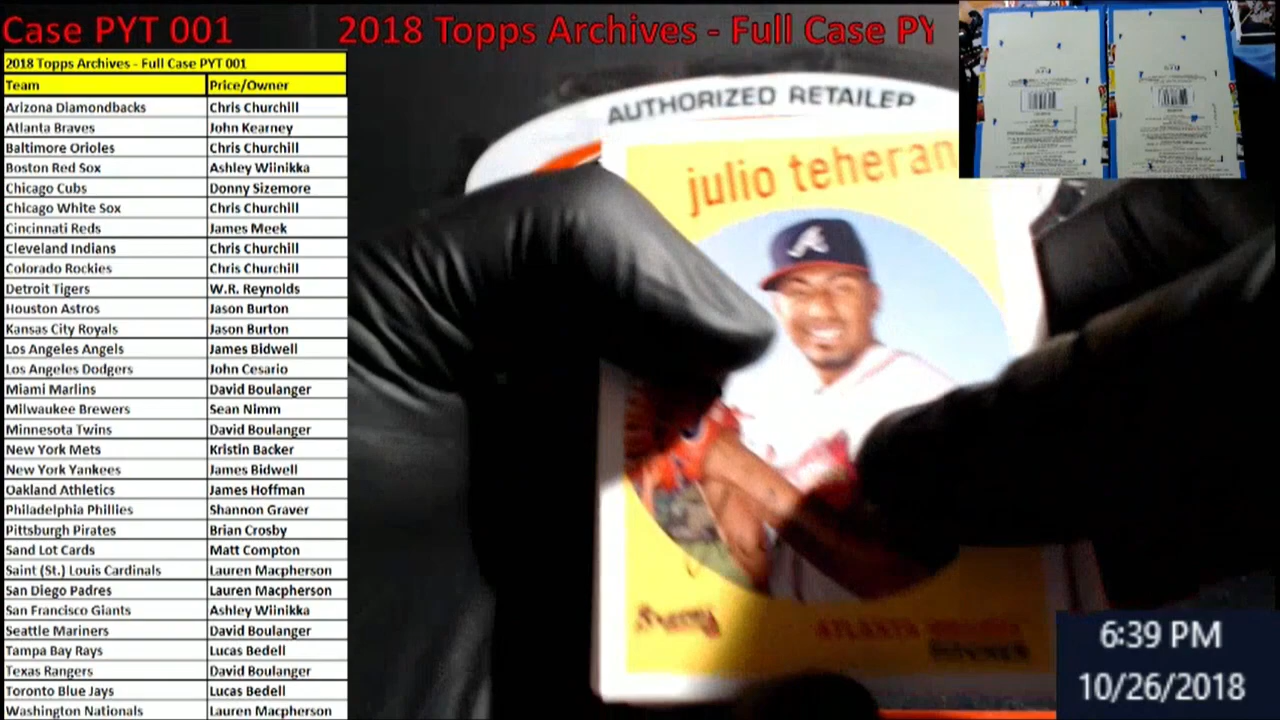 Case PYT 001
2018 Topps Archives - Full Case PY
2018 Topps Archives - Full Case PYT 001
Team Price/Owner
Arizona Diamondbacks Chris Churchill
Atlanta Braves John Kearney
Baltimore Orioles Chris Churchill
Boston Red Sox Ashley Wiinikka
Chicago Cubs Donny Sizemore
Chicago White Sox Chris Churchill
Cincinnati Reds James Meek
Cleveland Indians Chris Churchill
Colorado Rockies Chris Churchill
Detroit Tigers W.R. Reynolds
Houston Astros Jason Burton
Kansas City Royals Jason Burton
Los Angeles Angels James Bidwell
Los Angeles Dodgers John Cesario
Miami Marlins David Boulanger
Milwaukee Brewers Sean Nimm
Minnesota Twins David Boulanger
New York Mets Kristin Backer
New York Yankees James Bidwell
Oakland Athletics James Hoffman
Philadelphia Phillies Shannon Graver
Pittsburgh Pirates Brian Crosby
Sand Lot Cards Matt Compton
Saint (St.) Louis Cardinals Lauren Macpherson
San Diego Padres Lauren Macpherson
San Francisco Giants Ashley Wiinikka
Seattle Mariners David Boulanger
Tampa Bay Rays Lucas Bedell
Texas Rangers David Boulanger
Toronto Blue Jays Lucas Bedell
Washington Nationals Lauren Macpherson
AUTHORIZED RETAILER
julio teheran
ATLANTA
6:39 PM
10/26/2018